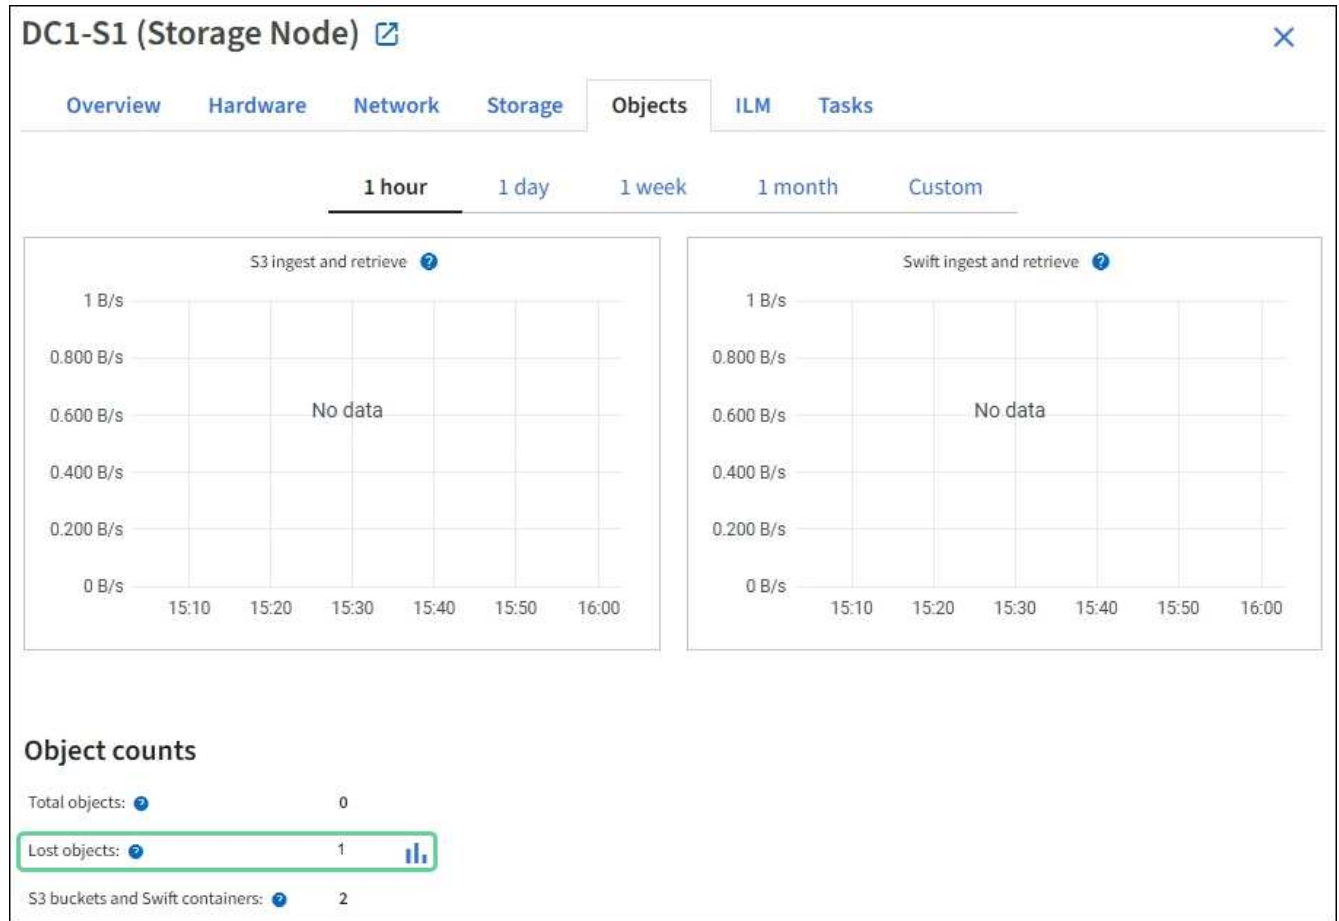 DC1-S1 (Storage Node)
Overview Hardware Network Storage Objects ILM Tasks
1 hour 1 day 1 week 1 month Custom
S3 ingest and retrieve ?
1 B/s
0.800 B/s
0.600 B/s
0.400 B/s
0.200 B/s
0 B/s
No data
15:10 15:20 15:30 15:40 15:50 16:00
Swift ingest and retrieve ?
1 B/s
0.800 B/s
0.600 B/s
0.400 B/s
0.200 B/s
0 B/s
No data
15:10 15:20 15:30 15:40 15:50 16:00
Object counts
Total objects: ? 0
Lost objects: ? 1
S3 buckets and Swift containers: ? 2